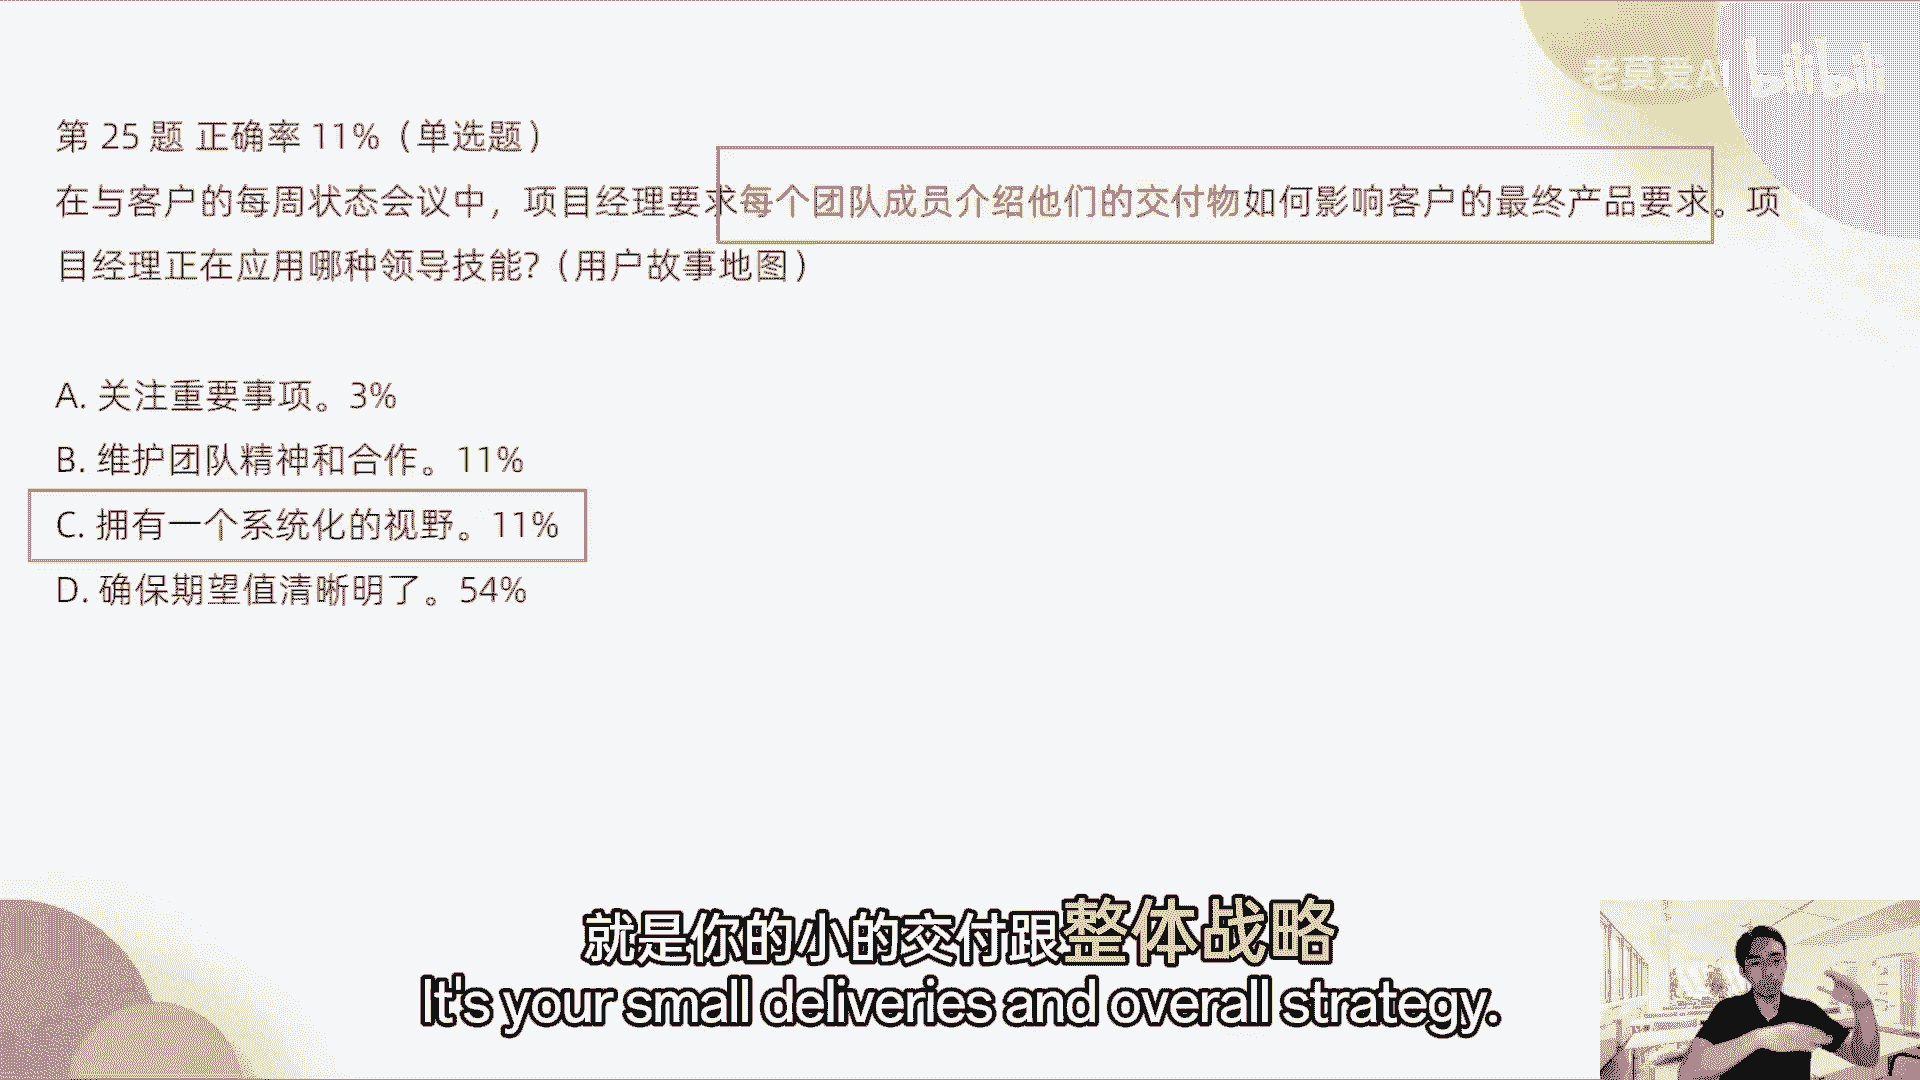 老莫爱A bilibili
第 25 题 正确率 11%（单选题）
在与客户的每周状态会议中，项目经理要求每个团队成员介绍他们的交付物如何影响客户的最终产品要求。项
目经理正在应用哪种领导技能?（用户故事地图）
A. 关注重要事项。3%
B. 维护团队精神和合作。11%
C. 拥有一个系统化的视野。11%
D. 确保期望值清晰明了。54%
就是你的小的交付跟整体战略
It's your small deliveries and overall strategy.